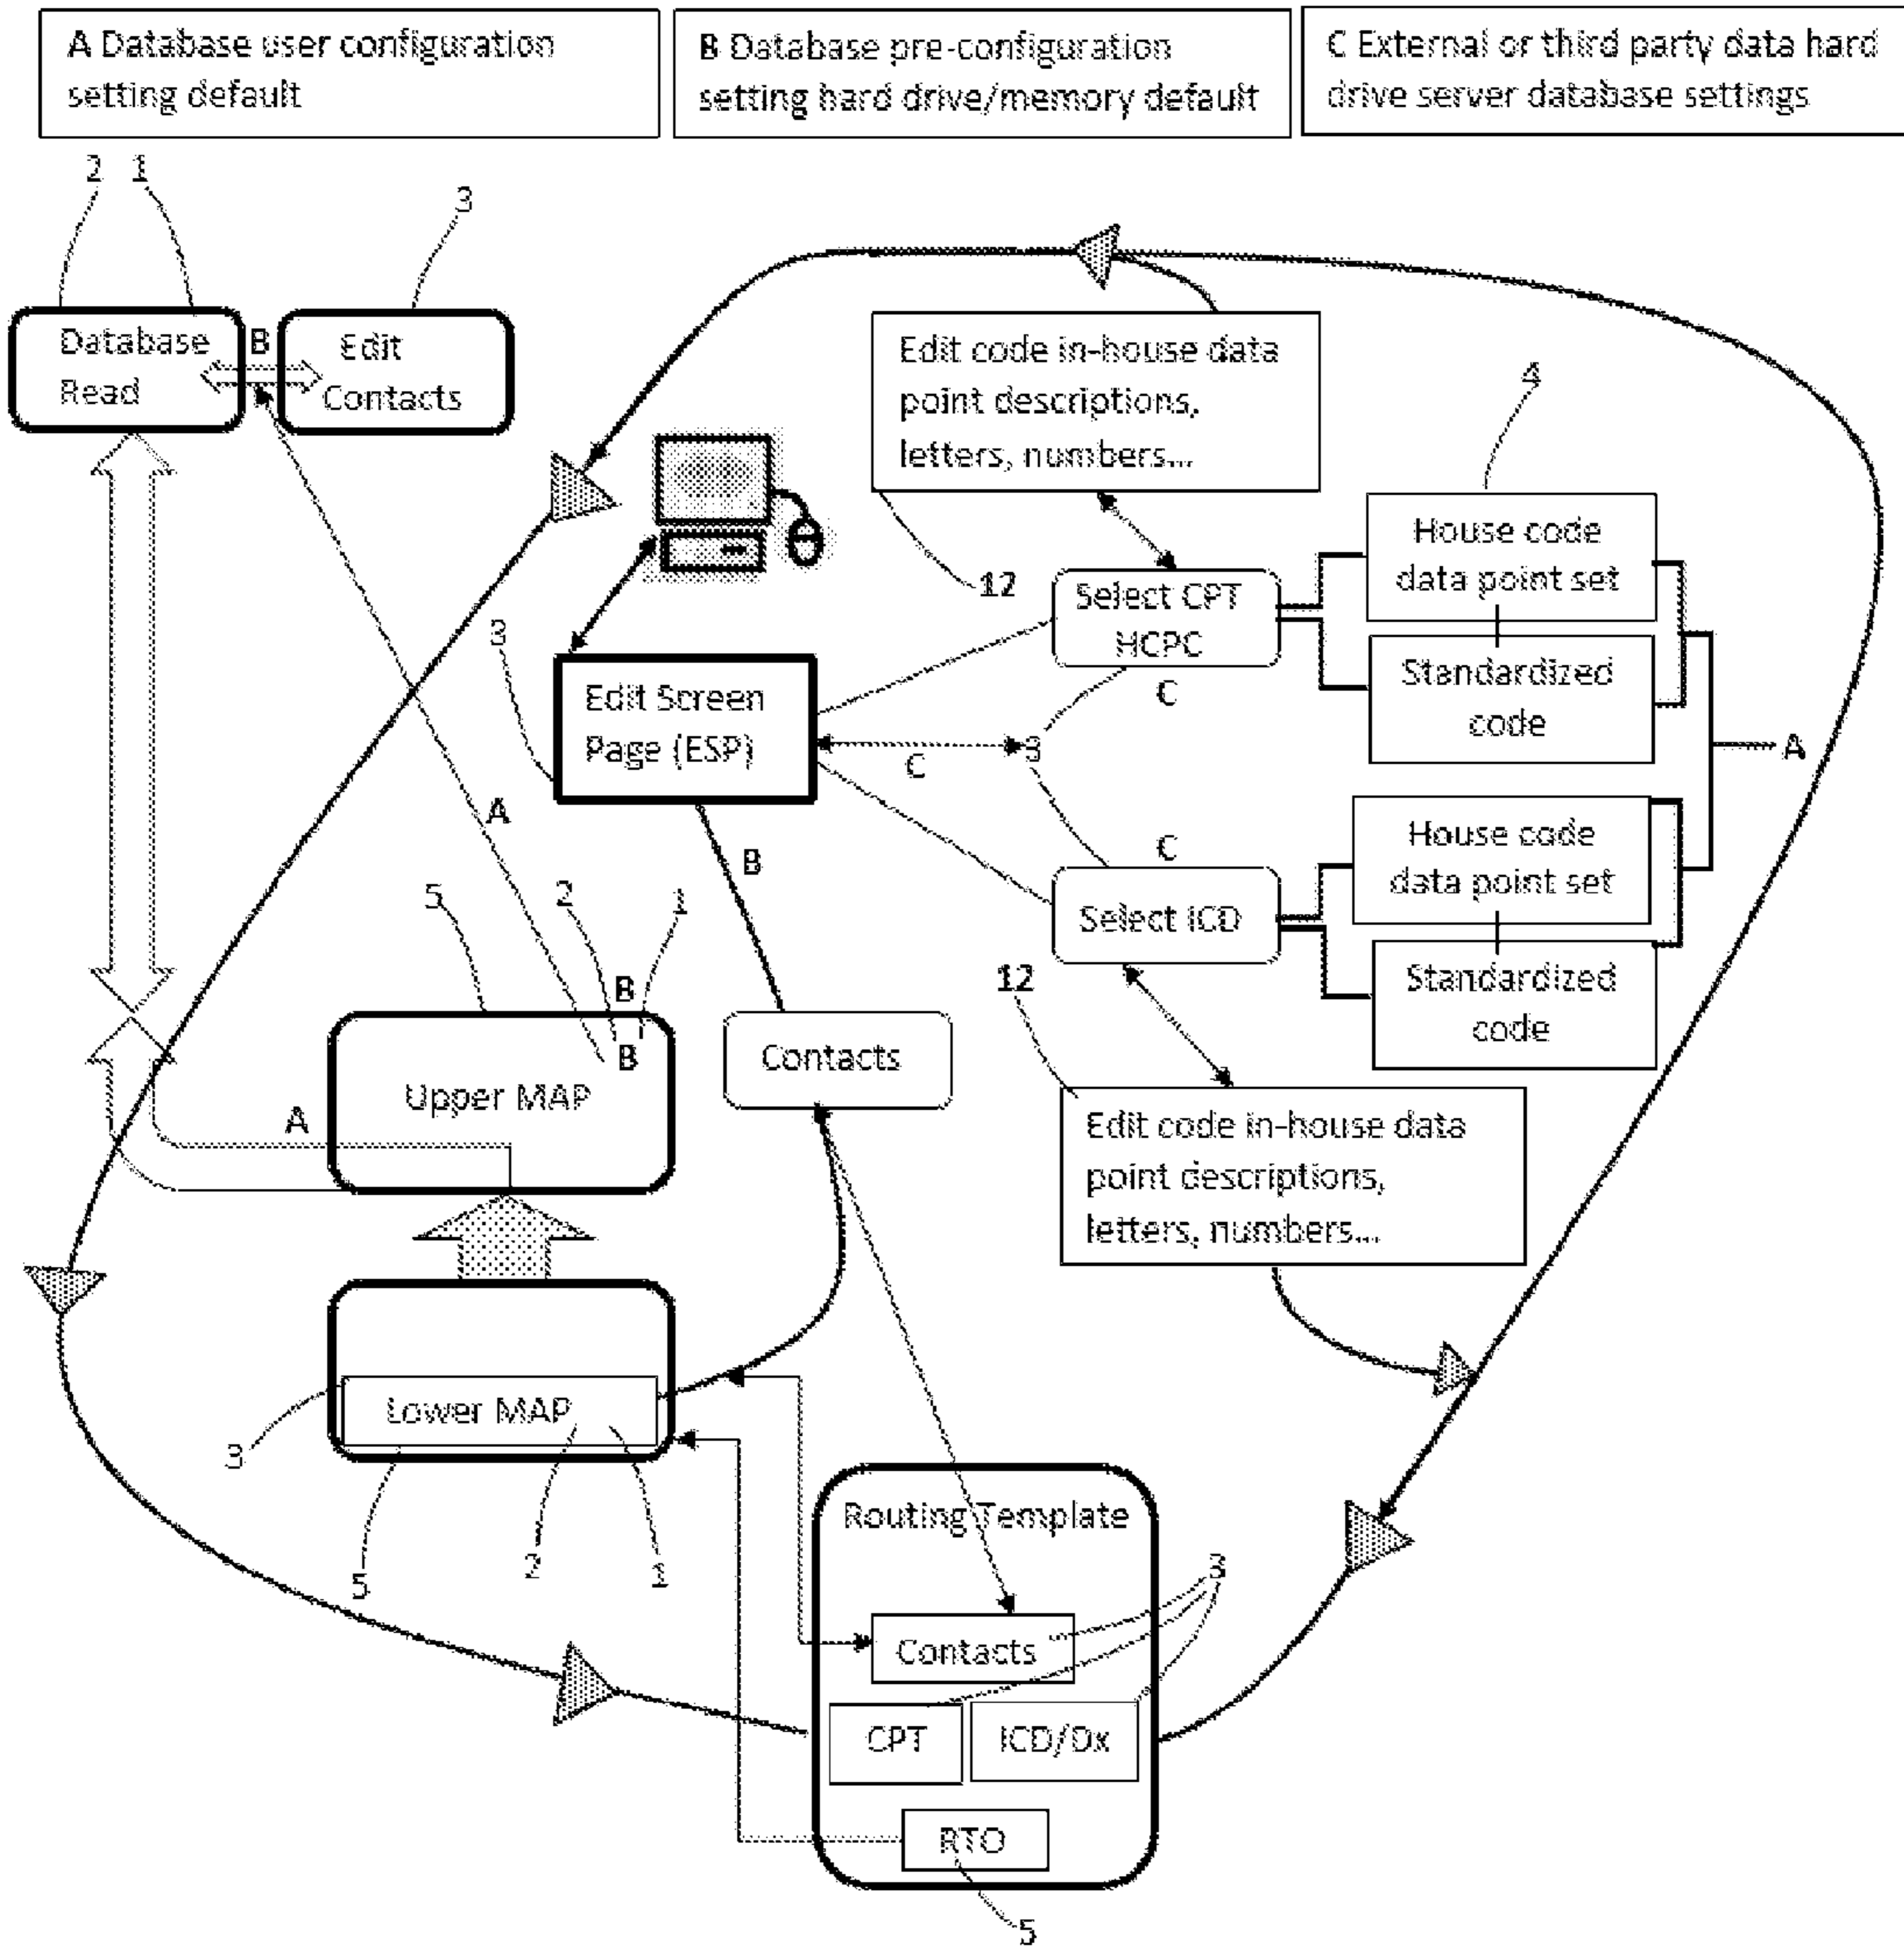 A Database user configuration
setting default
B Database pre-configuration
setting hard drive/memory default
C External or third party data hard
drive server database settings
2 1
3
Database
Read
B
Edit
Contacts
Edit code in-house data
point descriptions,
letters, numbers...
4
12
House code
data point set
Select CPT
HCPC
C
Standardized
code
3
Edit Screen
Page (ESP)
C
3
A
A
B
C
House code
data point set
Select ICD
Standardized
code
5
2
1
B
B
12
Upper MAP
A
Contacts
Edit code in-house data
point descriptions,
letters, numbers...
Lower MAP
3
5
2
1
Routing Template
3
Contacts
CPT
ICD/Dx
RTO
5